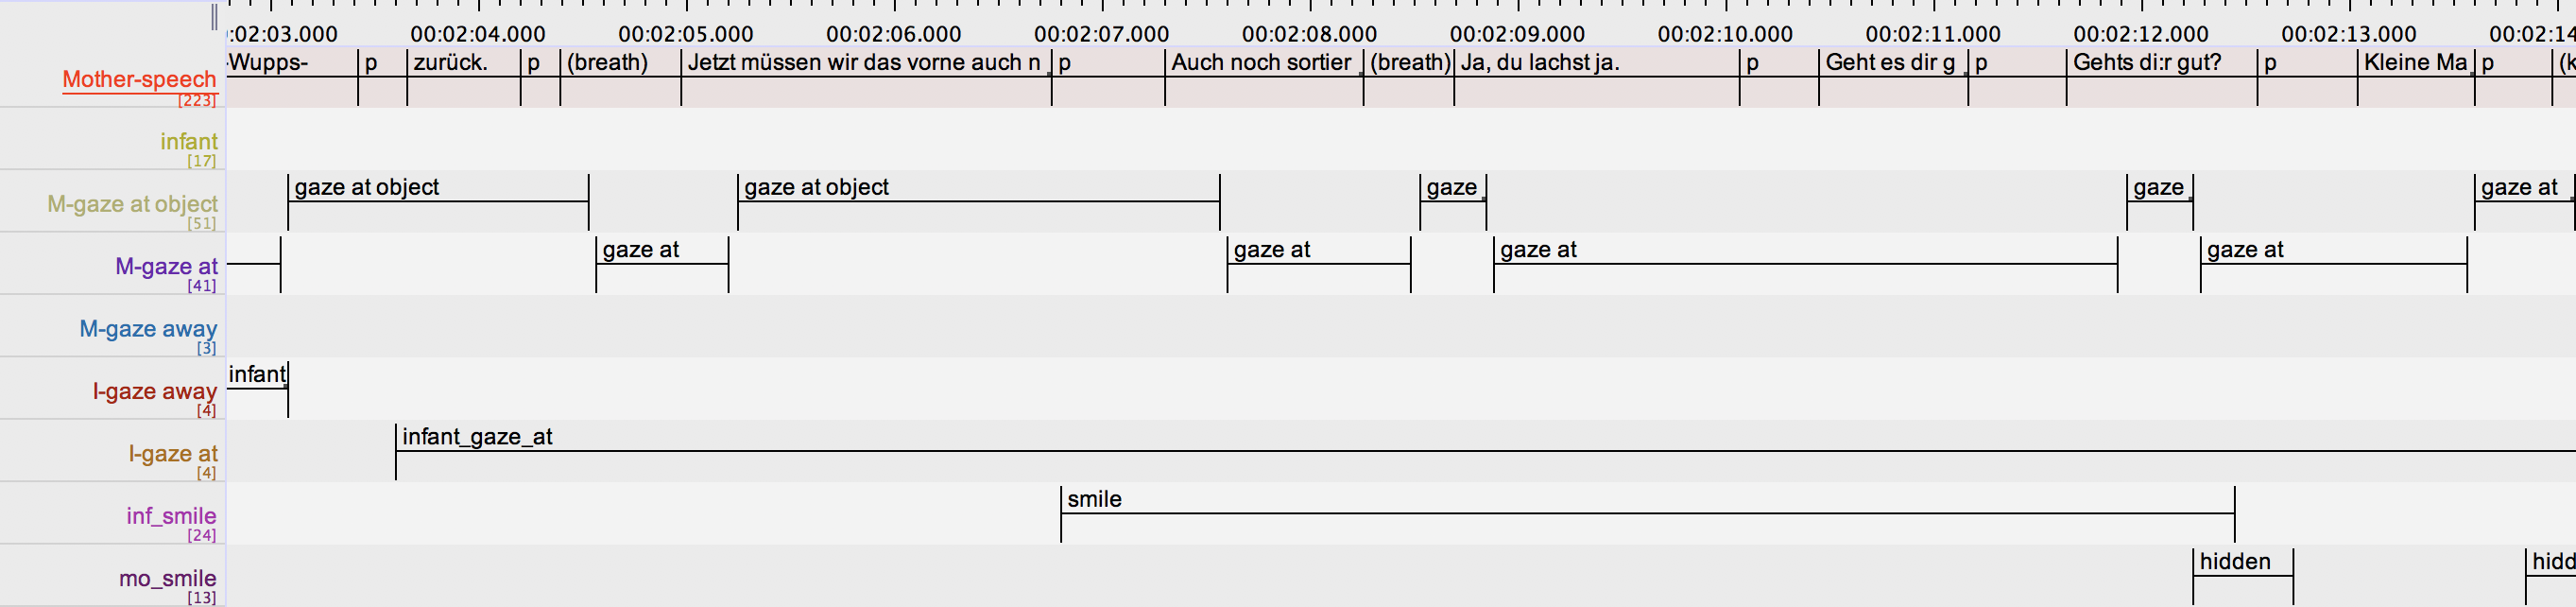 :02:03.000 00:02:04.000 00:02:05.000 00:02:06.000 00:02:07.000 00:02:08.000 00:02:09.000 00:02:10.000 00:02:11.000 00:02:12.000 00:02:13.000 00:02:14
Mother-speech -Wupps- p zurück. p (breath) Jetzt müssen wir das vorne auch n p Auch noch sortier (breath) Ja, du lachst ja. p Geht es dir g p Gehts di:r gut? p Kleine Ma p (k
[223]
infant
[17]
M-gaze at object gaze at object gaze at object gaze gaze gaze at
[51]
M-gaze at gaze at gaze at gaze at gaze at
[41]
M-gaze away
[3]
I-gaze away infant
[4]
I-gaze at infant_gaze_at
[4]
inf_smile smile
[24]
mo_smile hidden hidd
[13]